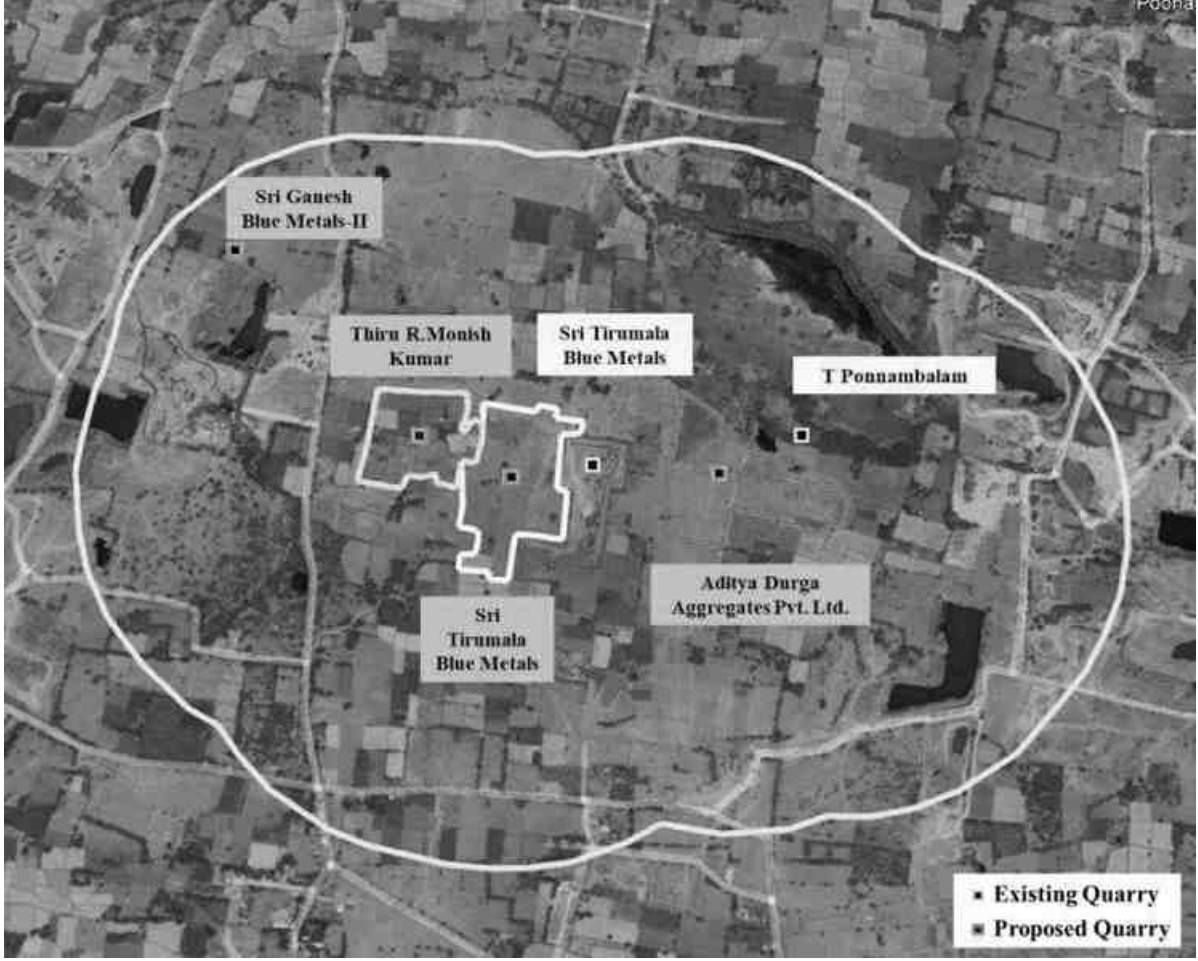 Poona
Sri Ganesh
Blue Metals-II
Thiru R.Monish
Kumar
Sri Tirumala
Blue Metals
T Ponnambalam
Aditya Durga
Aggregates Pvt. Ltd.
Sri
Tirumala
Blue Metals
Existing Quarry
Proposed Quarry